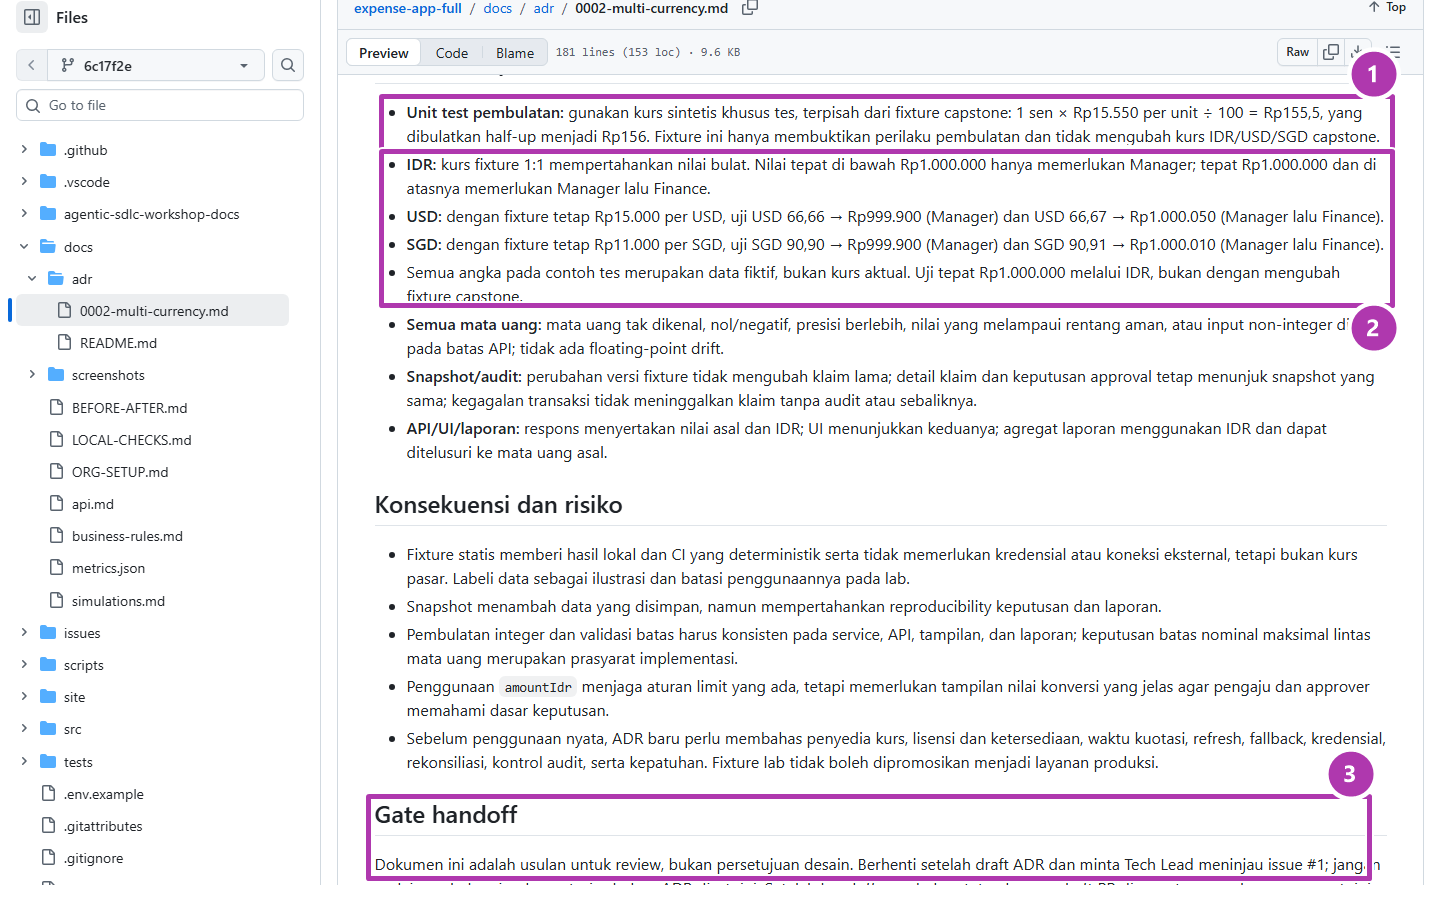 Files
6c17f2e
Go to file
.github
.vscode
agentic-sdlc-workshop-docs
docs
adr
0002-multi-currency.md
README.md
screenshots
BEFORE-AFTER.md
LOCAL-CHECKS.md
ORG-SETUP.md
api.md
business-rules.md
metrics.json
simulations.md
issues
scripts
site
src
tests
.env.example
.gitattributes
.gitignore
expense-app-full / docs / adr / 0002-multi-currency.md
Top
Preview Code Blame 181 lines (153 loc) · 9.6 KB
Raw
1
• Unit test pembulatan: gunakan kurs sintetis khusus tes, terpisah dari fixture capstone: 1 sen × Rp15.550 per unit ÷ 100 = Rp155,5, yang
dibulatkan half-up menjadi Rp156. Fixture ini hanya membuktikan perilaku pembulatan dan tidak mengubah kurs IDR/USD/SGD capstone.
• IDR: kurs fixture 1:1 mempertahankan nilai bulat. Nilai tepat di bawah Rp1.000.000 hanya memerlukan Manager; tepat Rp1.000.000 dan di
atasnya memerlukan Manager lalu Finance.
• USD: dengan fixture tetap Rp15.000 per USD, uji USD 66,66 → Rp999.900 (Manager) dan USD 66,67 → Rp1.000.050 (Manager lalu Finance).
• SGD: dengan fixture tetap Rp11.000 per SGD, uji SGD 90,90 → Rp999.900 (Manager) dan SGD 90,91 → Rp1.000.010 (Manager lalu Finance).
• Semua angka pada contoh tes merupakan data fiktif, bukan kurs aktual. Uji tepat Rp1.000.000 melalui IDR, bukan dengan mengubah
fixture capstone.
2
• Semua mata uang: mata uang tak dikenal, nol/negatif, presisi berlebih, nilai yang melampaui rentang aman, atau input non-integer
pada batas API; tidak ada floating-point drift.
• Snapshot/audit: perubahan versi fixture tidak mengubah klaim lama; detail klaim dan keputusan approval tetap menunjuk snapshot yang
sama; kegagalan transaksi tidak meninggalkan klaim tanpa audit atau sebaliknya.
• API/UI/laporan: respons menyertakan nilai asal dan IDR; UI menunjukkan keduanya; agregat laporan menggunakan IDR dan dapat
ditelusuri ke mata uang asal.
Konsekuensi dan risiko
• Fixture statis memberi hasil lokal dan CI yang deterministik serta tidak memerlukan kredensial atau koneksi eksternal, tetapi bukan kurs
pasar. Labeli data sebagai ilustrasi dan batasi penggunaannya pada lab.
• Snapshot menambah data yang disimpan, namun mempertahankan reproducibility keputusan dan laporan.
• Pembulatan integer dan validasi batas harus konsisten pada service, API, tampilan, dan laporan; keputusan batas nominal maksimal lintas
mata uang merupakan prasyarat implementasi.
• Penggunaan amountIdr menjaga aturan limit yang ada, tetapi memerlukan tampilan nilai konversi yang jelas agar pengaju dan approver
memahami dasar keputusan.
• Sebelum penggunaan nyata, ADR baru perlu membahas penyedia kurs, lisensi dan ketersediaan, waktu kuotasi, refresh, fallback, kredensial,
rekonsiliasi, kontrol audit, serta kepatuhan. Fixture lab tidak boleh dipromosikan menjadi layanan produksi.
3
Gate handoff
Dokumen ini adalah usulan untuk review, bukan persetujuan desain. Berhenti setelah draft ADR dan minta Tech Lead meninjau issue #1; jangan